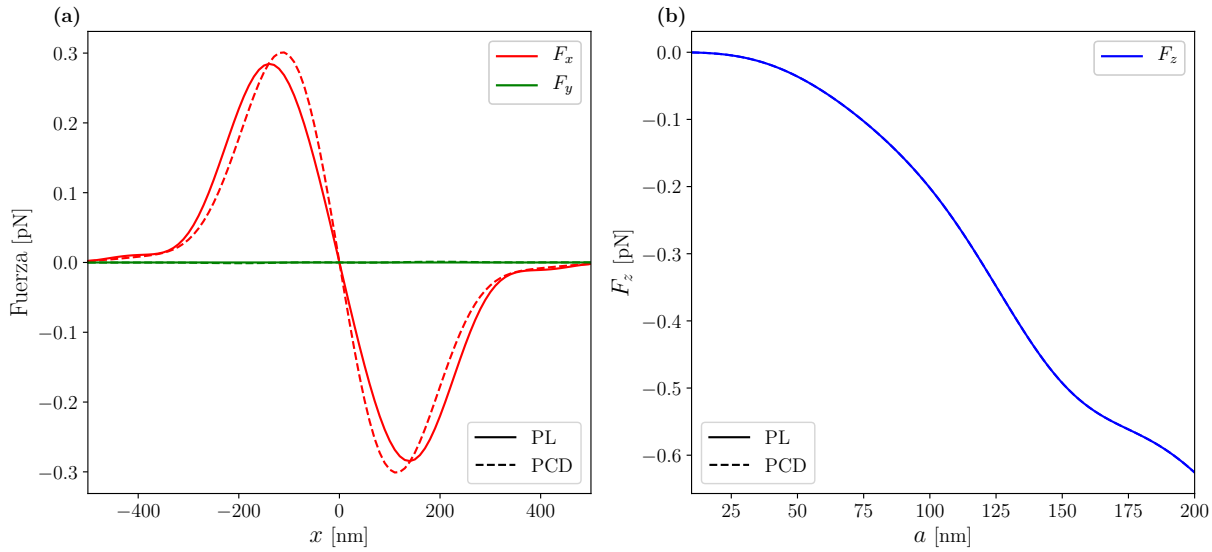 (a)
F_x
F_y
PL
PCD
0.3
0.2
0.1
0.0
−0.1
−0.2
−0.3
Fuerza [pN]
−400 −200 0 200 400
x [nm]
(b)
F_z
PL
PCD
0.0
−0.1
−0.2
−0.3
−0.4
−0.5
−0.6
F_z [pN]
25 50 75 100 125 150 175 200
a [nm]